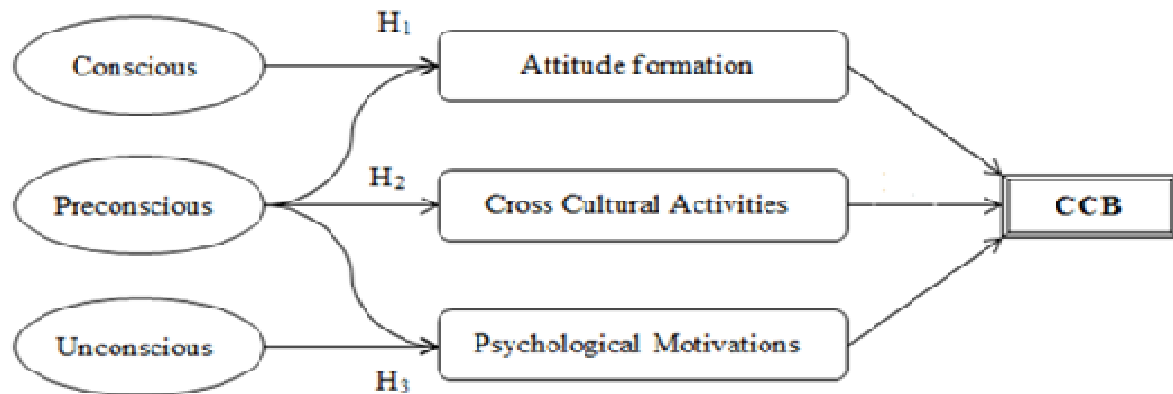 H₁
Conscious
Attitude formation
H₂
Preconscious
Cross Cultural Activities
CCB
Unconscious
Psychological Motivations
H₃